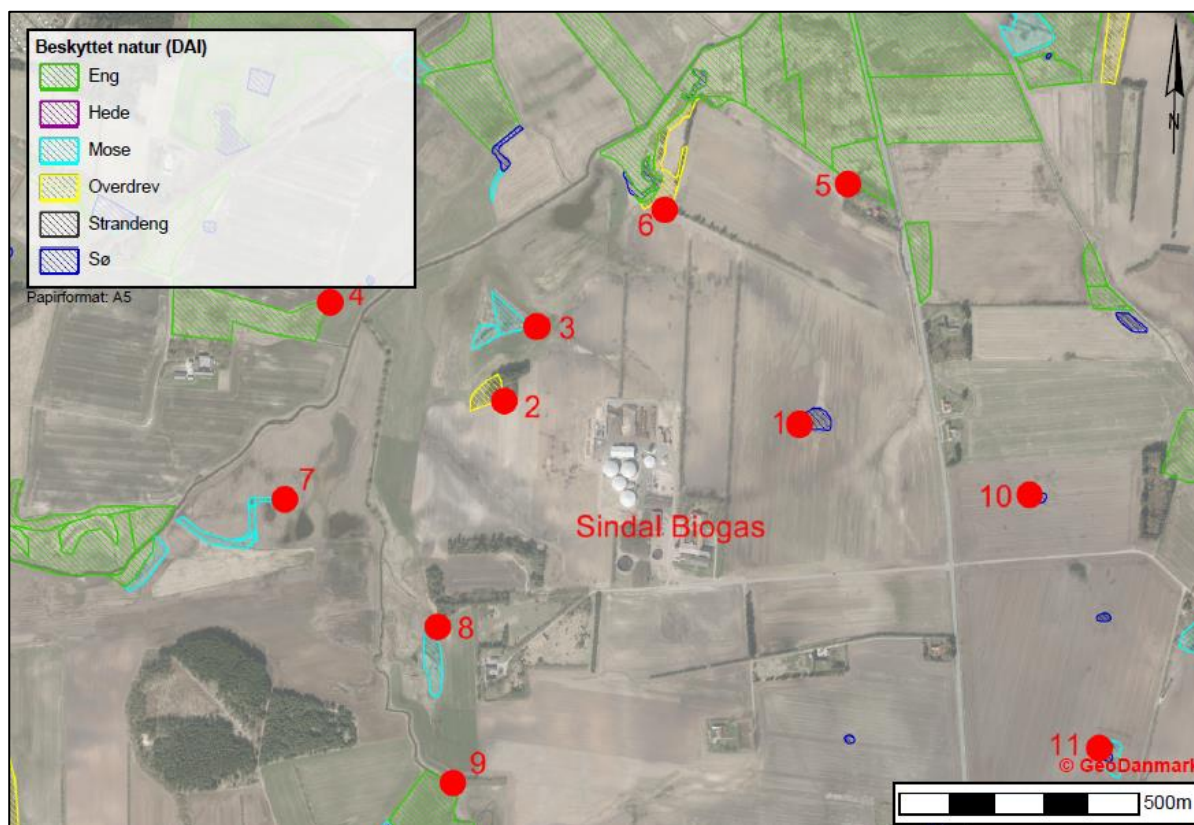 Beskyttet natur (DAI)
Eng
Hede
Mose
Overdrev
Strandeng
Sø
Papirformat: A5
N
5
6
4
3
2
1
7
10
Sindal Biogas
8
11
9
© GeoDanmark
500m